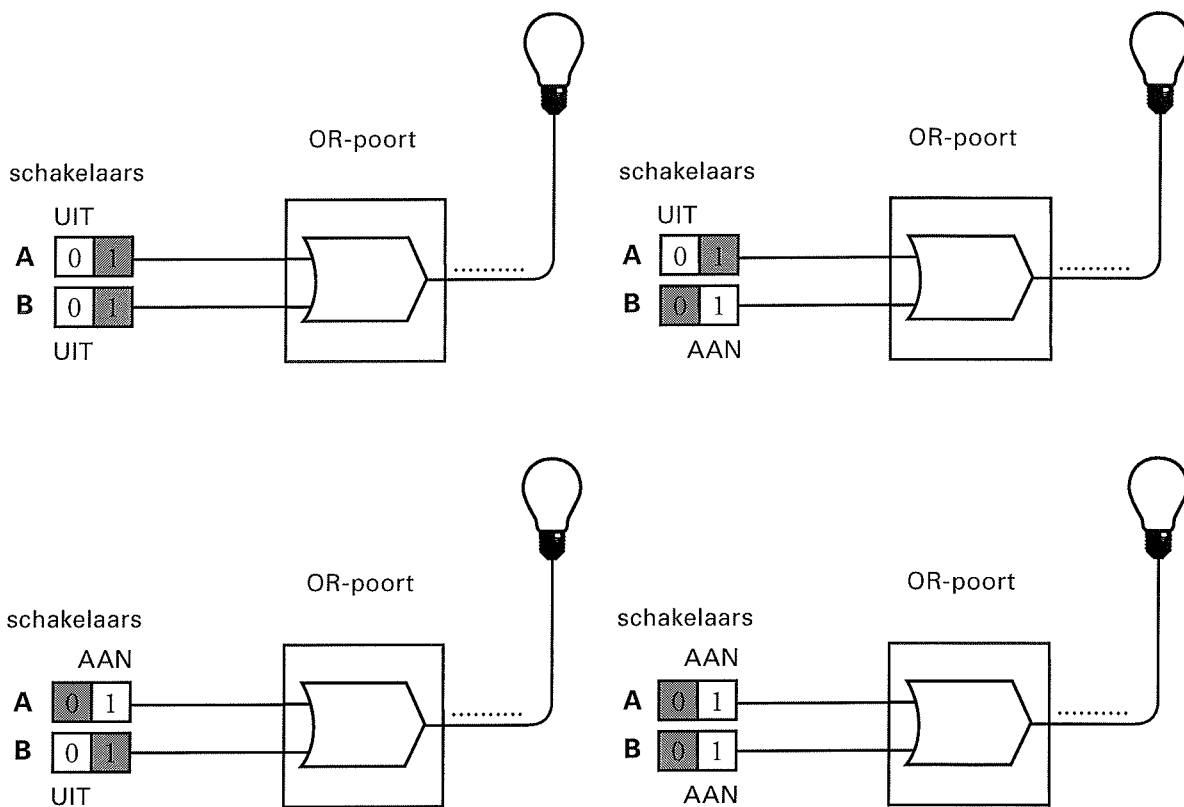 OR-poort
schakelaars
UIT
A 0 1
B 0 1
UIT
..........
OR-poort
schakelaars
UIT
A 0 1
B 0 1
AAN
..........
OR-poort
schakelaars
AAN
A 0 1
B 0 1
UIT
..........
OR-poort
schakelaars
AAN
A 0 1
B 0 1
AAN
..........